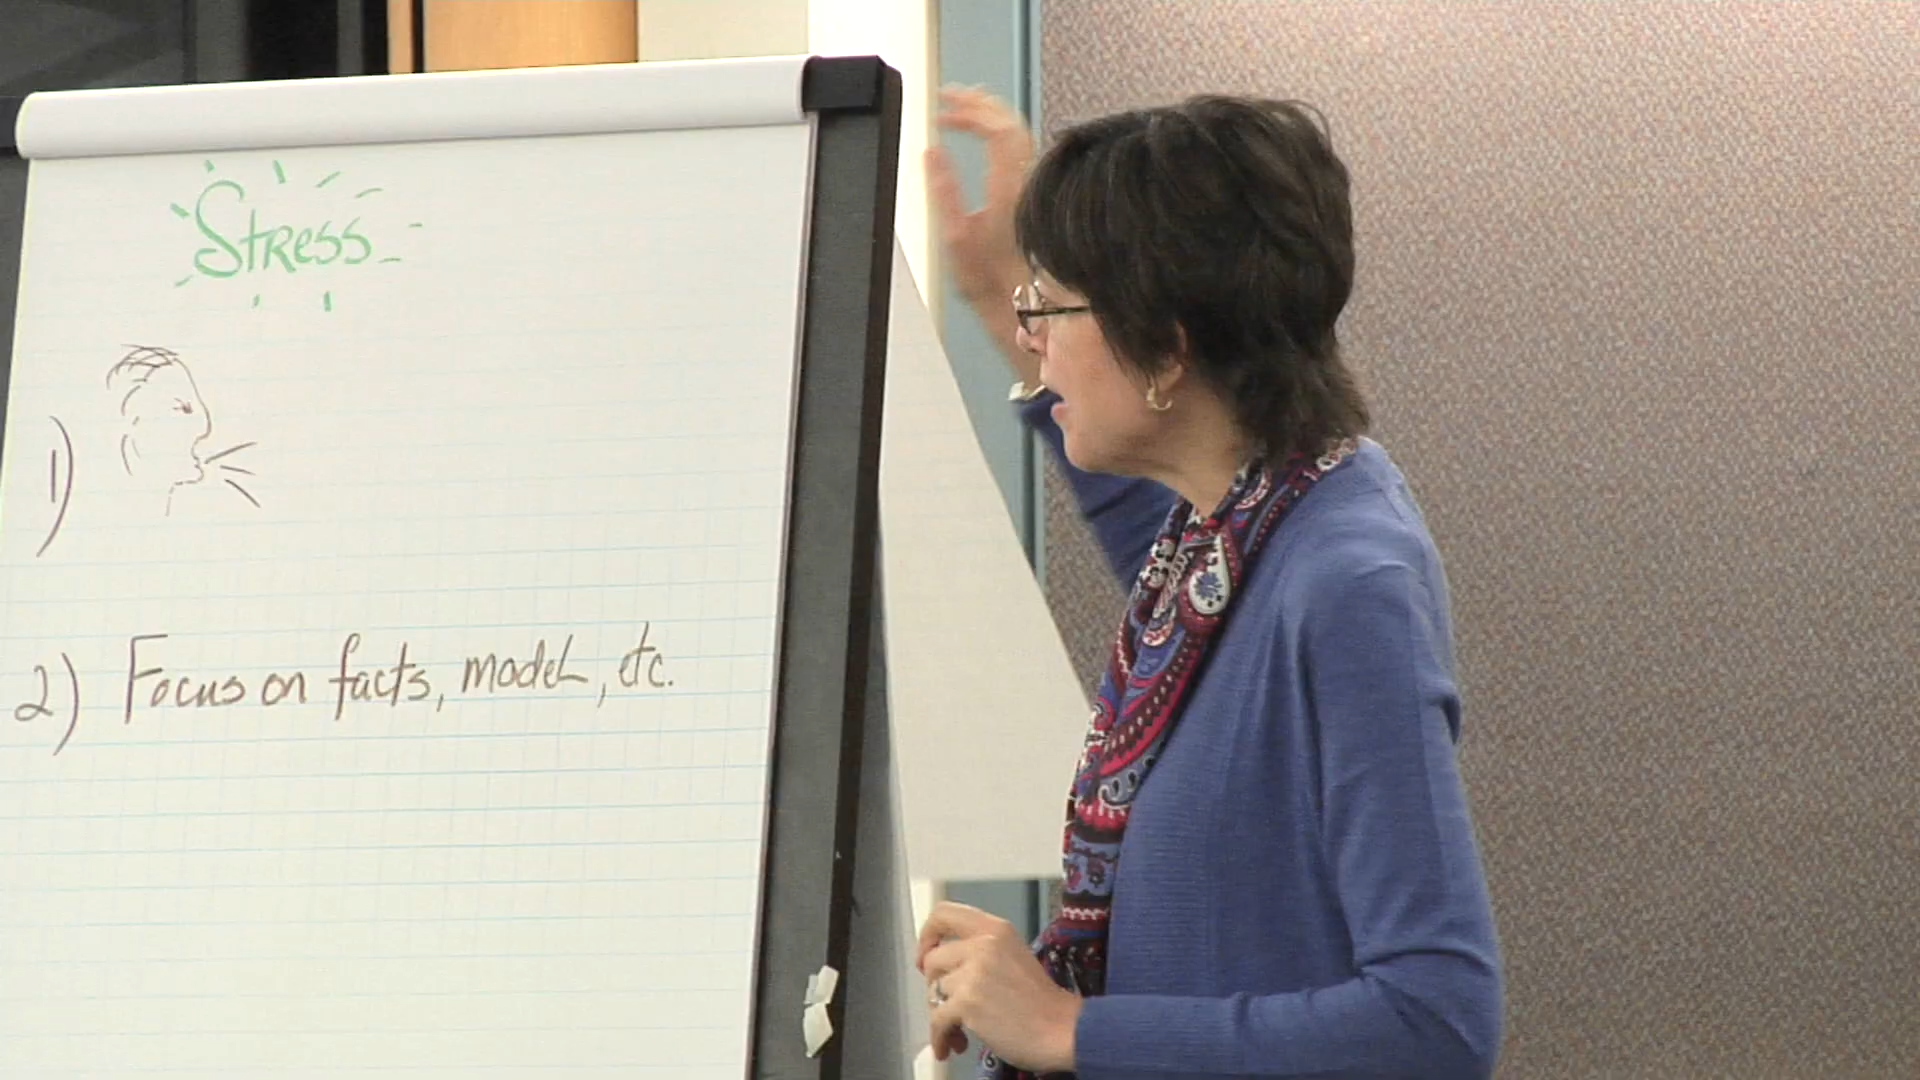 Stress
1)
2) Focus on facts, model, etc.